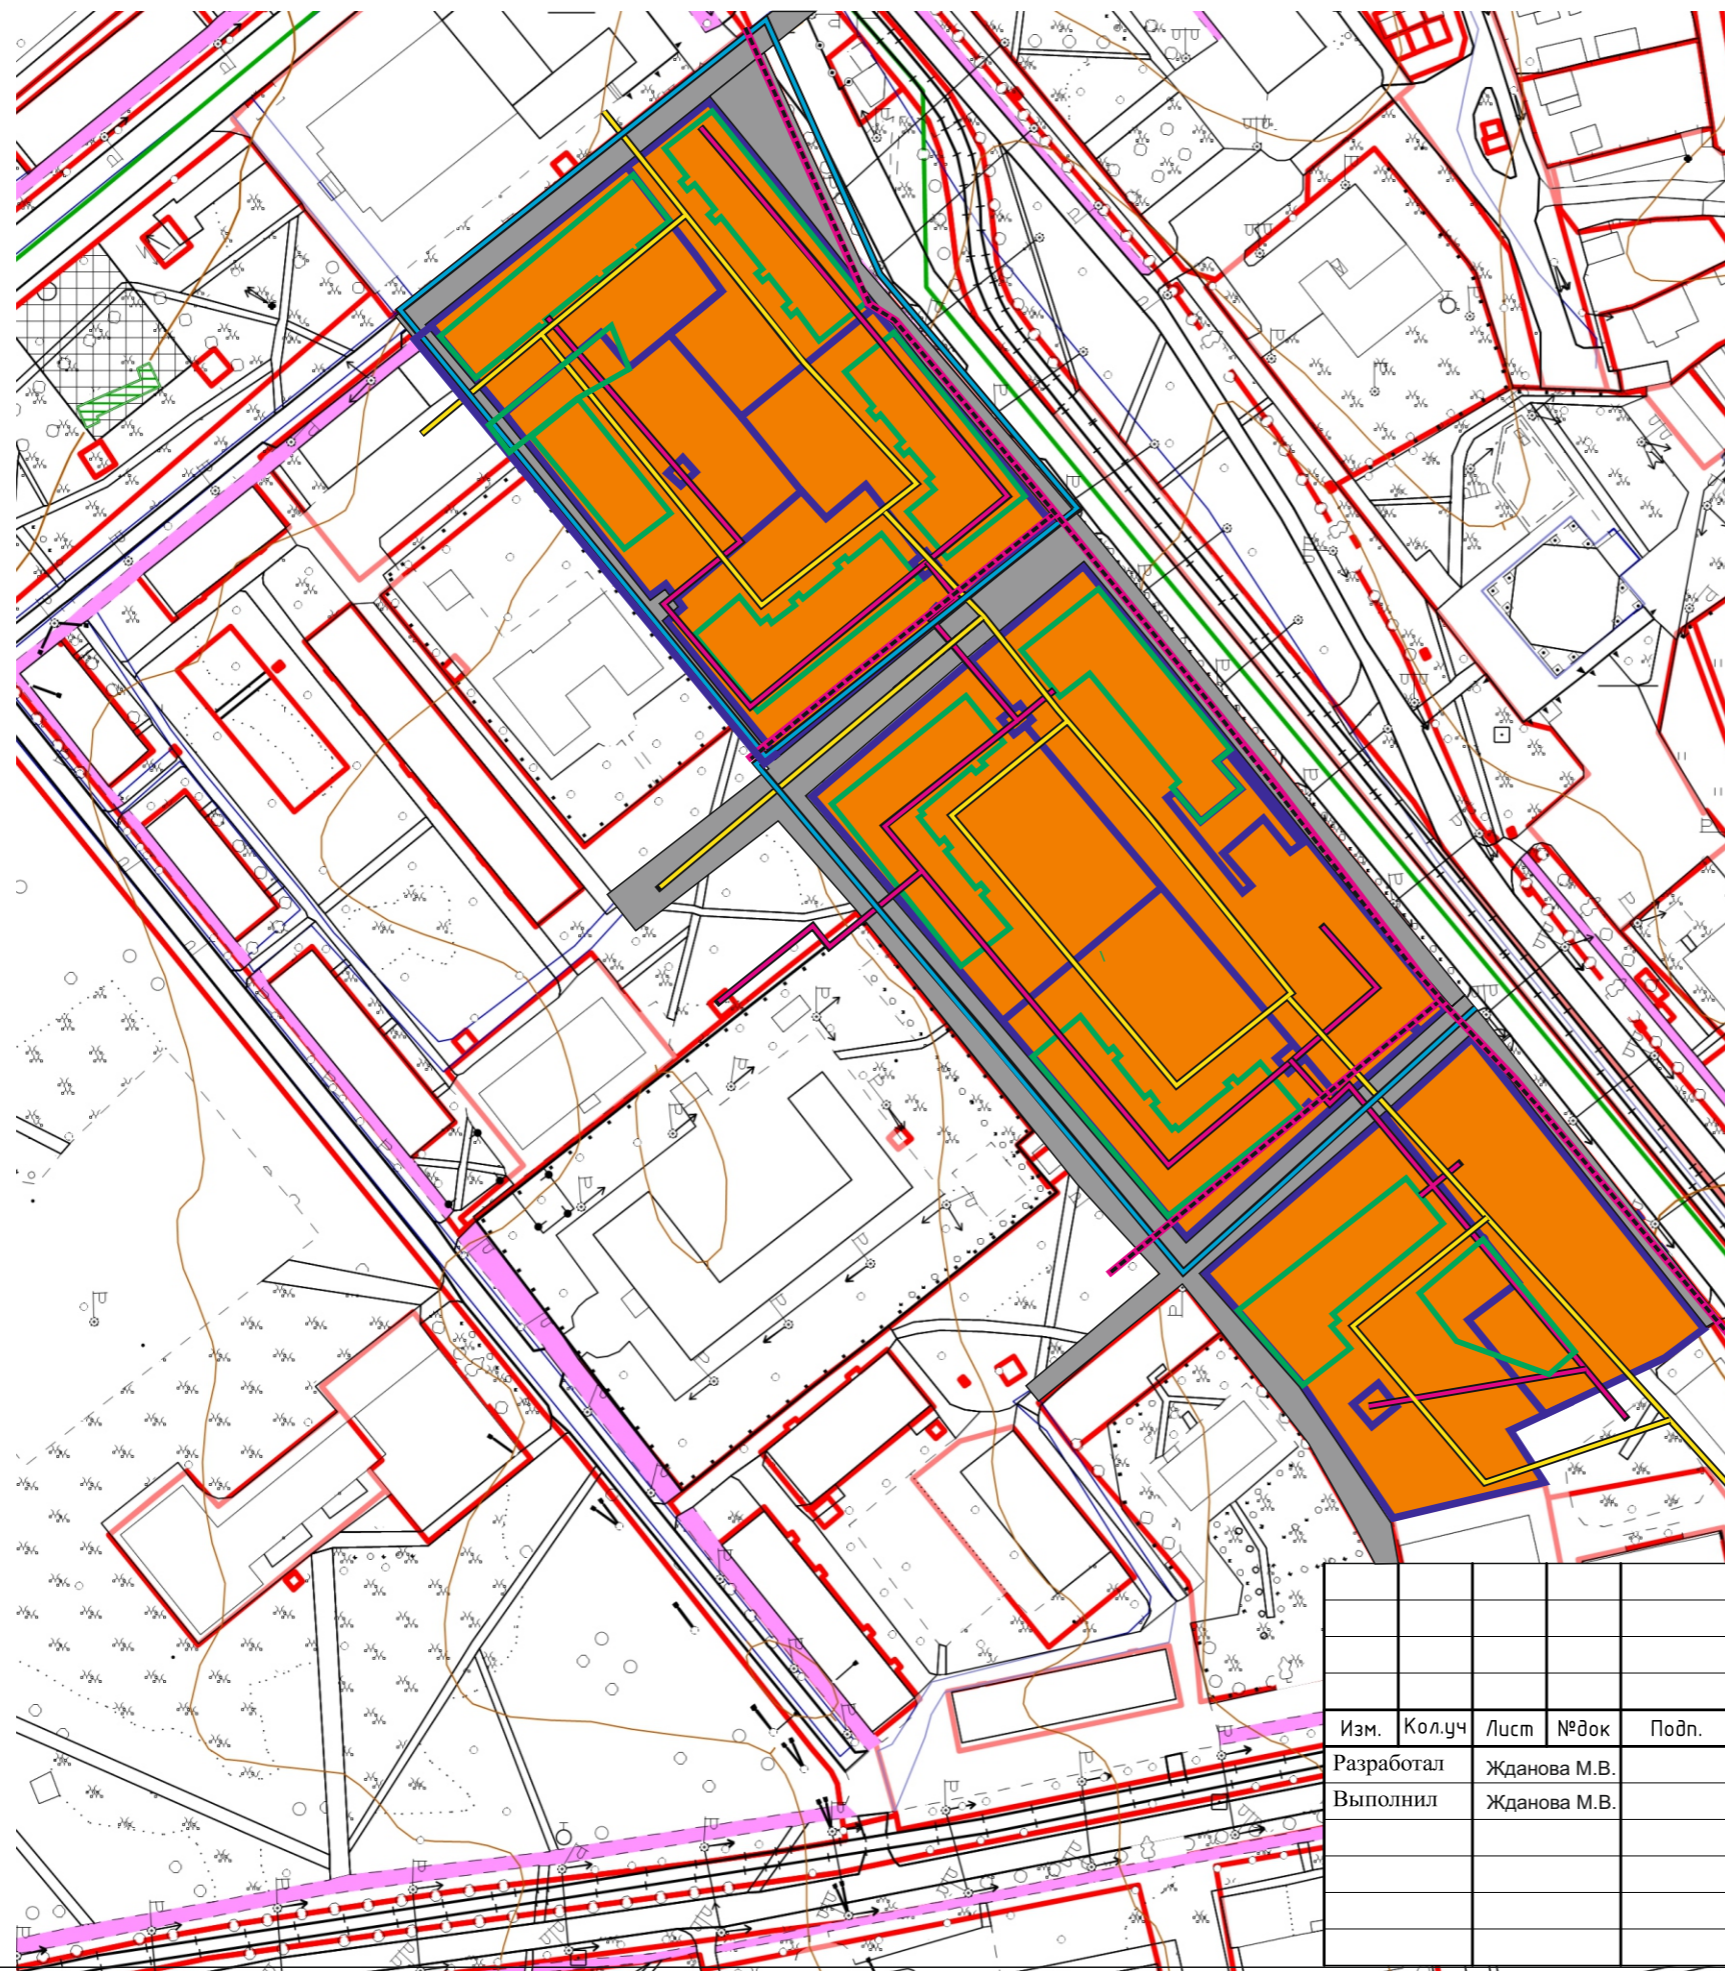 Изм. Кол.уч Лист №док Подп.
Разработал Жданова М.В.
Выполнил Жданова М.В.